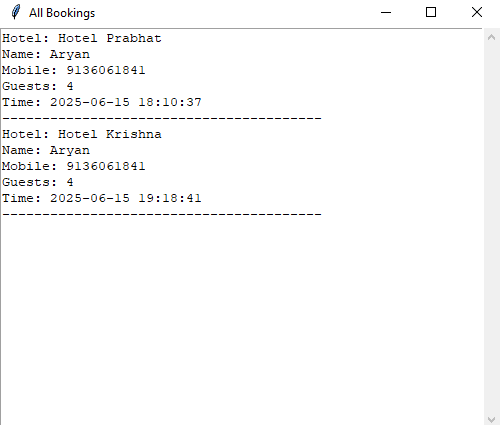 All Bookings
Hotel: Hotel Prabhat
Name: Aryan
Mobile: 9136061841
Guests: 4
Time: 2025-06-15 18:10:37
----------------------------------------
Hotel: Hotel Krishna
Name: Aryan
Mobile: 9136061841
Guests: 4
Time: 2025-06-15 19:18:41
----------------------------------------